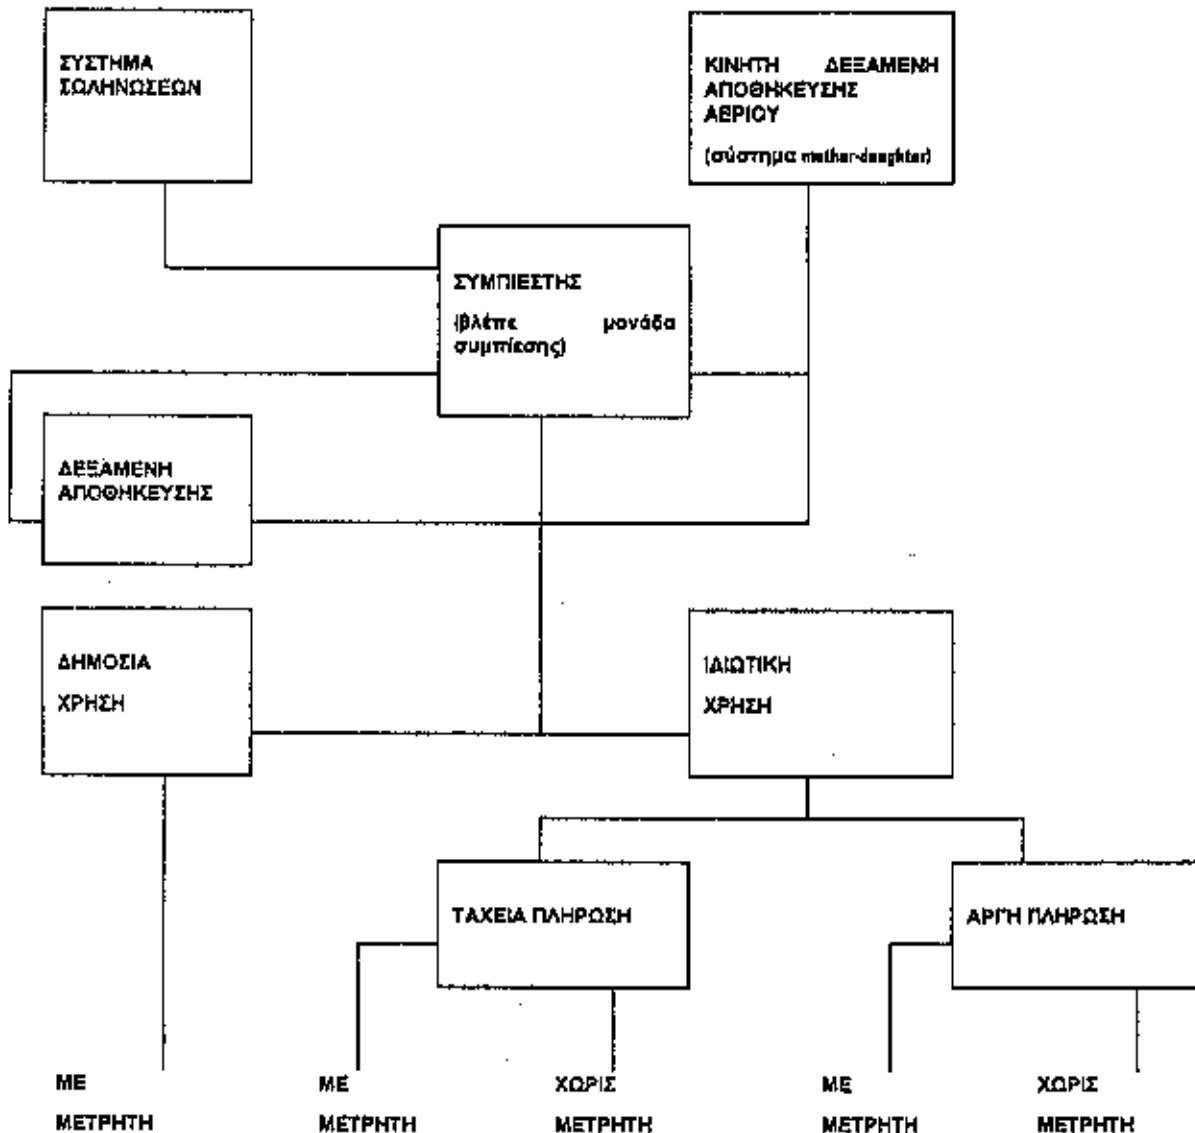 ΣΥΣΤΗΜΑ
ΣΩΛΗΝΩΣΕΩΝ
ΚΙΝΗΤΗ ΔΕΞΑΜΕΝΗ
ΑΠΟΘΗΚΕΥΣΗΣ
ΑΕΡΙΟΥ
(σύστημα mother-daughter)
ΣΥΜΠΙΕΣΤΗΣ
(βλέπε μονάδα
συμπίεσης)
ΔΕΞΑΜΕΝΗ
ΑΠΟΘΗΚΕΥΣΗΣ
ΔΗΜΟΣΙΑ
ΧΡΗΣΗ
ΙΔΙΩΤΙΚΗ
ΧΡΗΣΗ
ΤΑΧΕΙΑ ΠΛΗΡΩΣΗ
ΑΡΓΗ ΠΛΗΡΩΣΗ
ΜΕ
ΜΕΤΡΗΤΗ
ΜΕ
ΜΕΤΡΗΤΗ
ΧΩΡΙΣ
ΜΕΤΡΗΤΗ
ΜΕ
ΜΕΤΡΗΤΗ
ΧΩΡΙΣ
ΜΕΤΡΗΤΗ